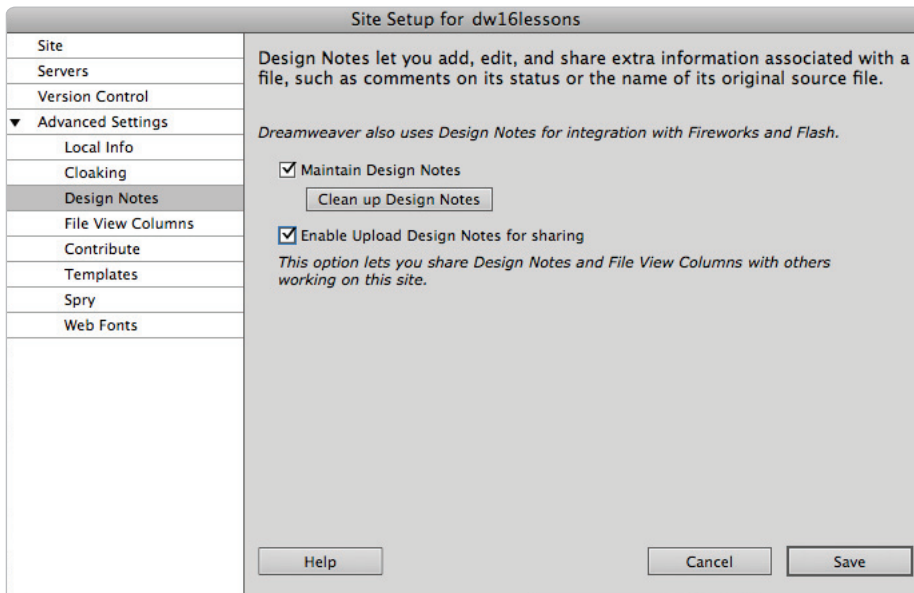 Site Setup for dw16lessons
Site
Servers
Version Control
Advanced Settings
Local Info
Cloaking
Design Notes
File View Columns
Contribute
Templates
Spry
Web Fonts
Design Notes let you add, edit, and share extra information associated with a
file, such as comments on its status or the name of its original source file.
Dreamweaver also uses Design Notes for integration with Fireworks and Flash.
Maintain Design Notes
Clean up Design Notes
Enable Upload Design Notes for sharing
This option lets you share Design Notes and File View Columns with others
working on this site.
Help
Cancel
Save